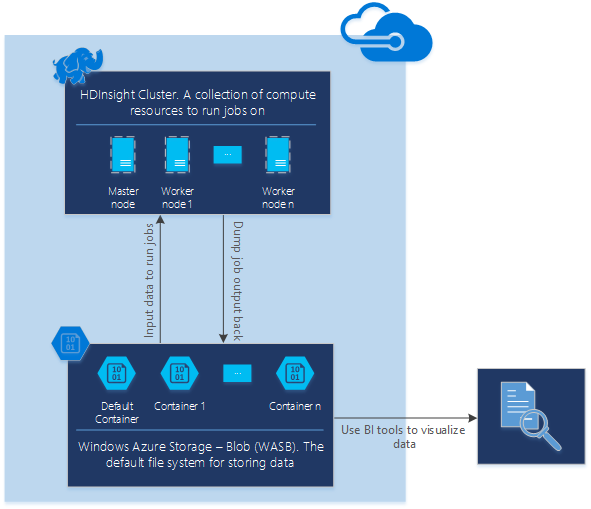 HDInsight Cluster. A collection of compute
resources to run jobs on
...
Master
node
Worker
node 1
Worker
node n
Input data to run jobs
Dump job output back
10
01
10
01
10
01
...
10
01
Default
Container
Container 1
Container n
Windows Azure Storage – Blob (WASB). The
default file system for storing data
Use BI tools to visualize
data